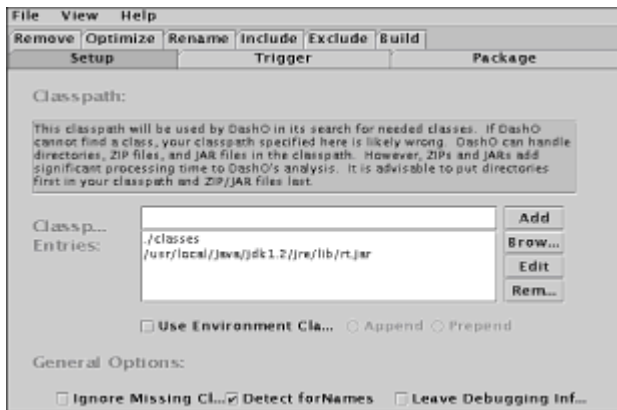 File View Help
Remove Optimize Rename Include Exclude Build
Setup Trigger Package
Classpath:
This classpath will be used by DashO in its search for needed classes. If DashO
cannot find a class, your classpath specified here is likely wrong. DashO can handle
directories, ZIP files, and JAR files in the classpath. However, ZIPs and JARs add
significant processing time to DashO's analysis. It is advisable to put directories
first in your classpath and ZIP/JAR files last.
Classp...
Entries:
Add
./classes
/usr/local/java/jdk1.2/jre/lib/rt.jar
Brow...
Edit
Rem...
Use Environment Cla... Append Prepend
General Options:
Ignore Missing Cl... Detect forNames Leave Debugging Inf...